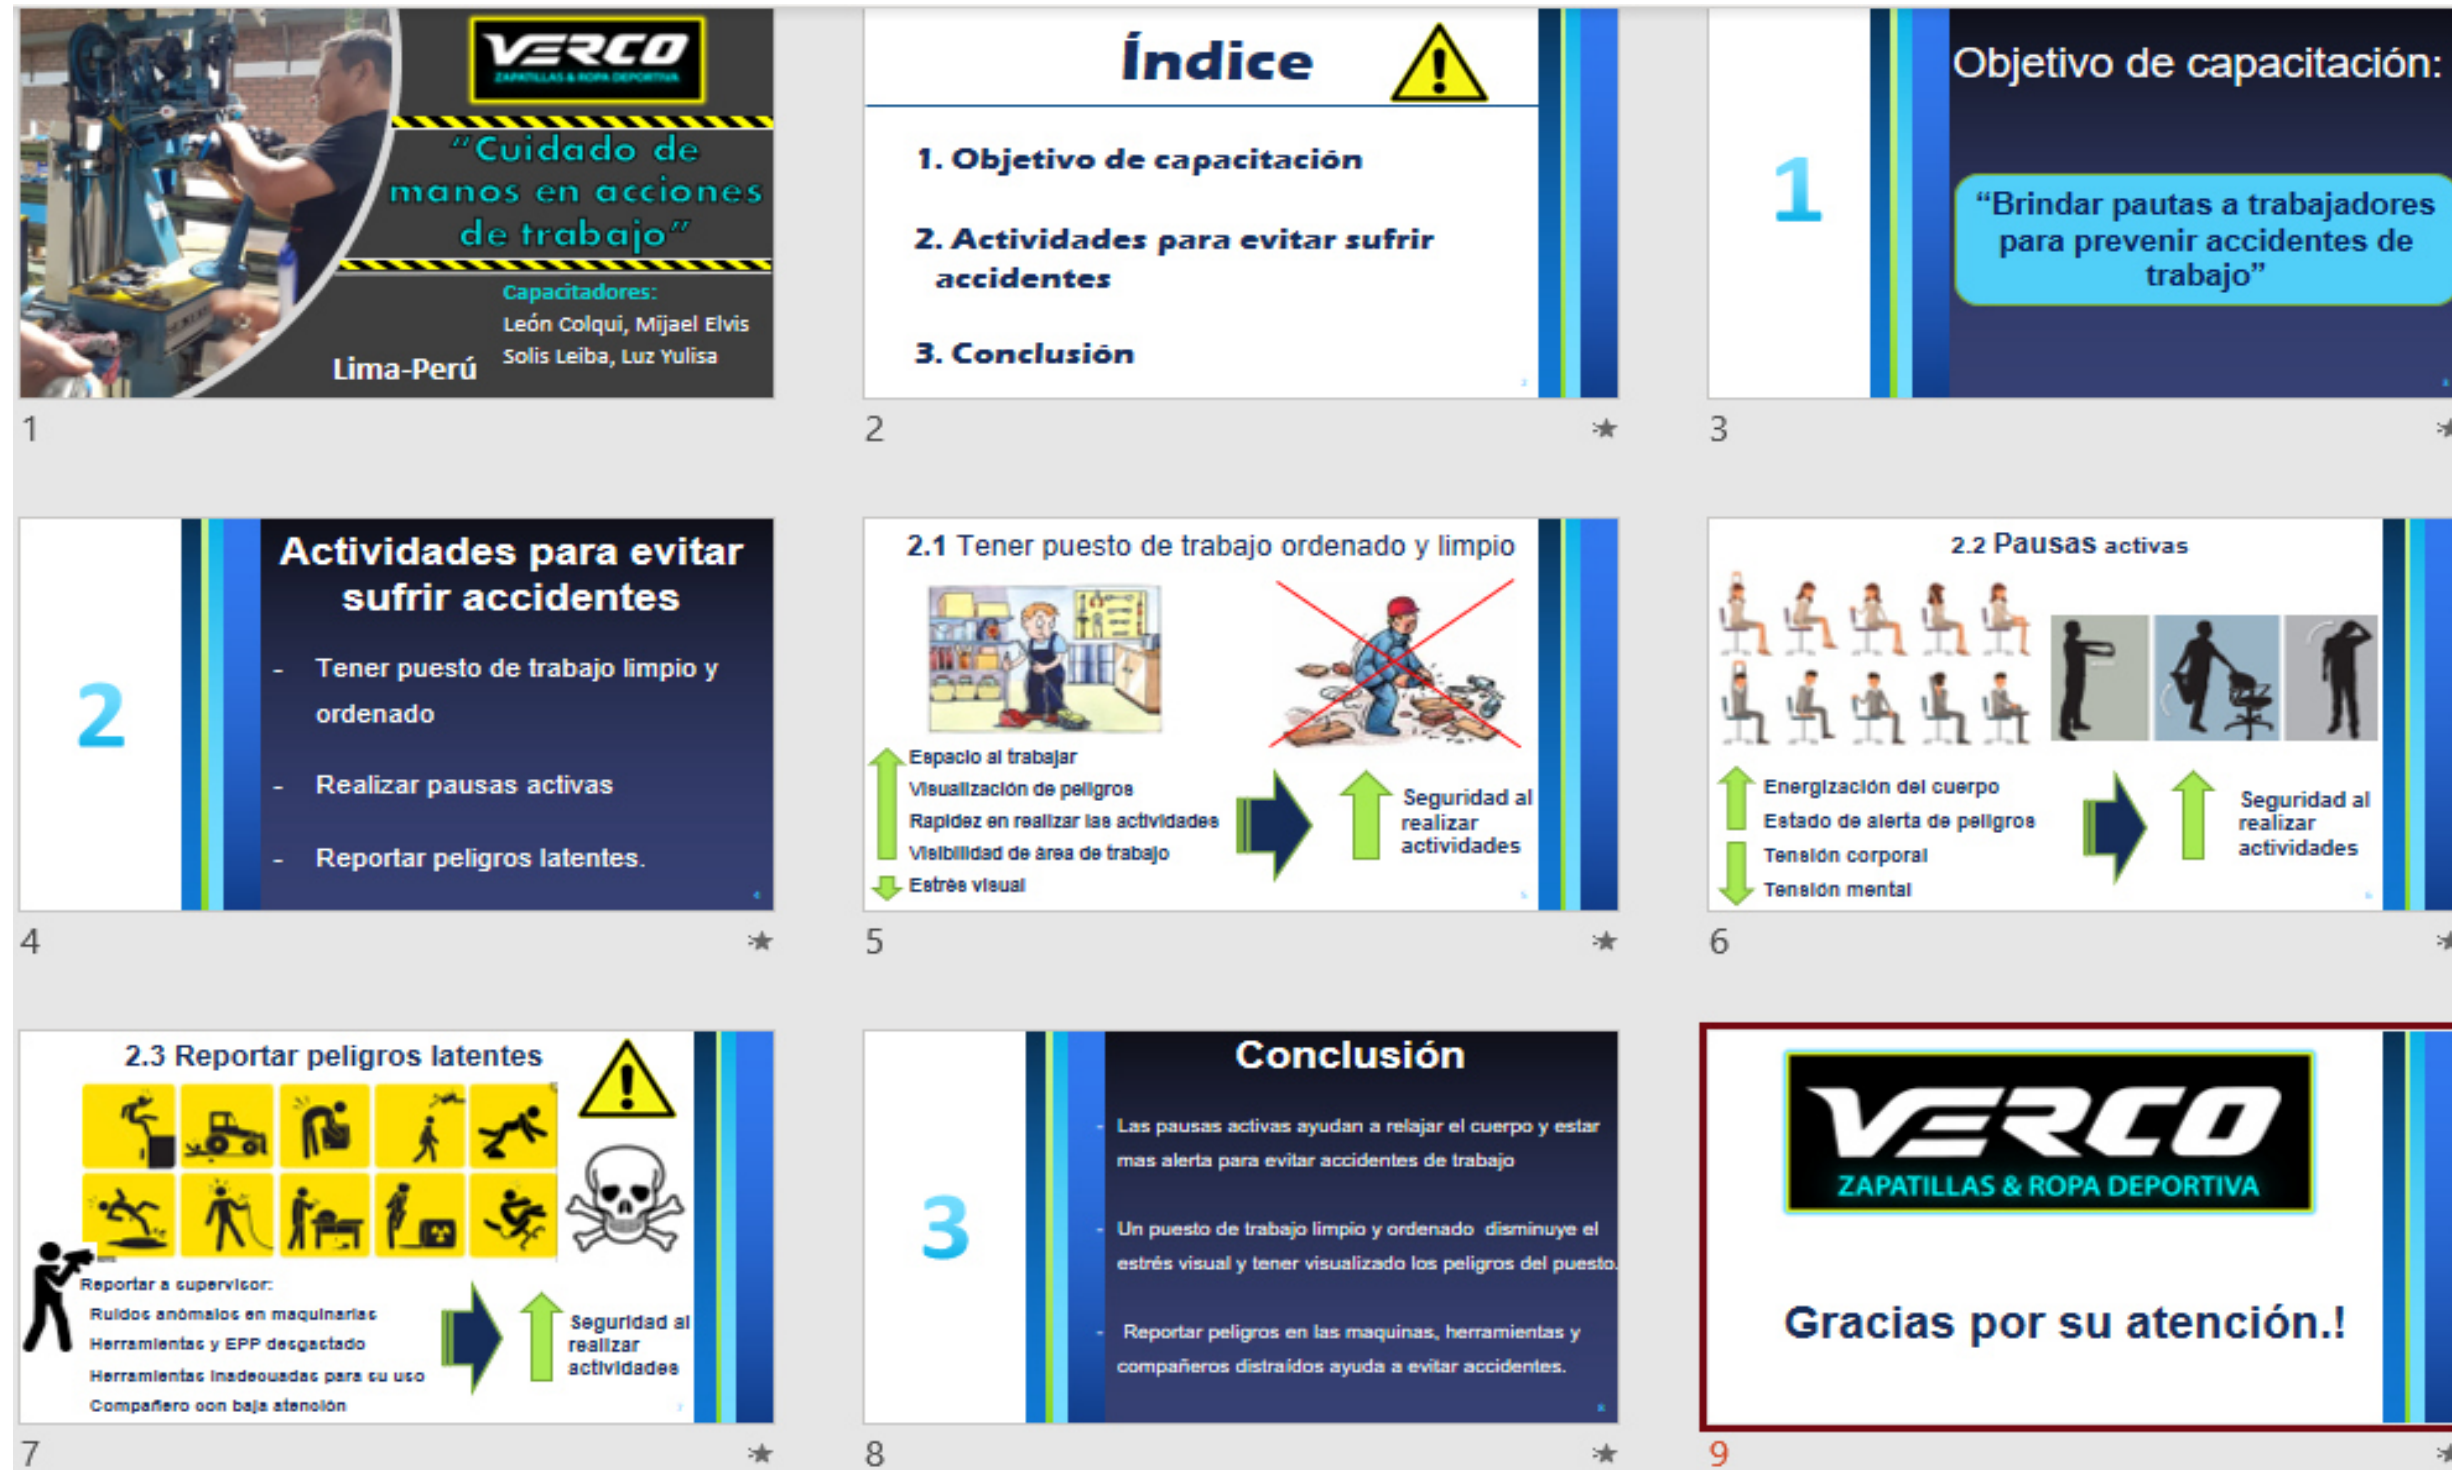 VERCO
ZAPATILLAS & ROPA DEPORTIVA
"Cuidado de
manos en acciones
de trabajo"
Capacitadores:
León Colqui, Mijael Elvis
Solis Leiba, Luz Yulisa
Lima-Perú
1
Índice
1. Objetivo de capacitación
2. Actividades para evitar sufrir
accidentes
3. Conclusión
2
2
Objetivo de capacitación:
1
“Brindar pautas a trabajadores
para prevenir accidentes de
trabajo”
3
Actividades para evitar
sufrir accidentes
2
- Tener puesto de trabajo limpio y
ordenado
- Realizar pausas activas
- Reportar peligros latentes.
4
4
2.1 Tener puesto de trabajo ordenado y limpio
Espacio al trabajar
Visualización de peligros
Rapidez en realizar las actividades
Visibilidad de área de trabajo
Estrés visual
Seguridad al
realizar
actividades
5
5
2.2 Pausas activas
Energización del cuerpo
Estado de alerta de peligros
Tensión corporal
Tensión mental
Seguridad al
realizar
actividades
6
2.3 Reportar peligros latentes
Reportar a supervisor:
Ruidos anómalos en maquinarias
Herramientas y EPP desgastado
Herramientas inadecuadas para su uso
Compañero con baja atención
Seguridad al
realizar
actividades
7
Conclusión
3
- Las pausas activas ayudan a relajar el cuerpo y estar
mas alerta para evitar accidentes de trabajo
- Un puesto de trabajo limpio y ordenado disminuye el
estrés visual y tener visualizado los peligros del puesto.
- Reportar peligros en las maquinas, herramientas y
compañeros distraídos ayuda a evitar accidentes.
8
8
VERCO
ZAPATILLAS & ROPA DEPORTIVA
Gracias por su atención.!
9